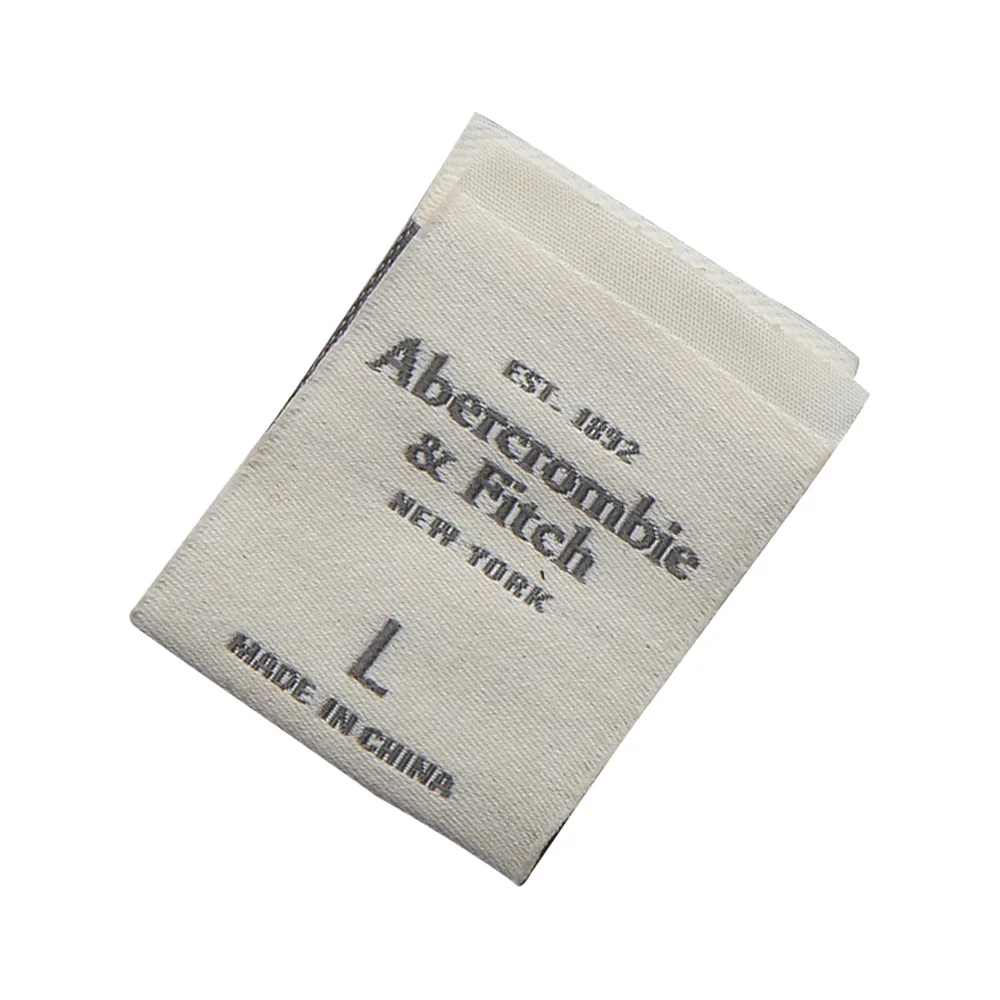 EST. 1892
Abercrombie
& Fitch
NEW YORK
L
MADE IN CHINA